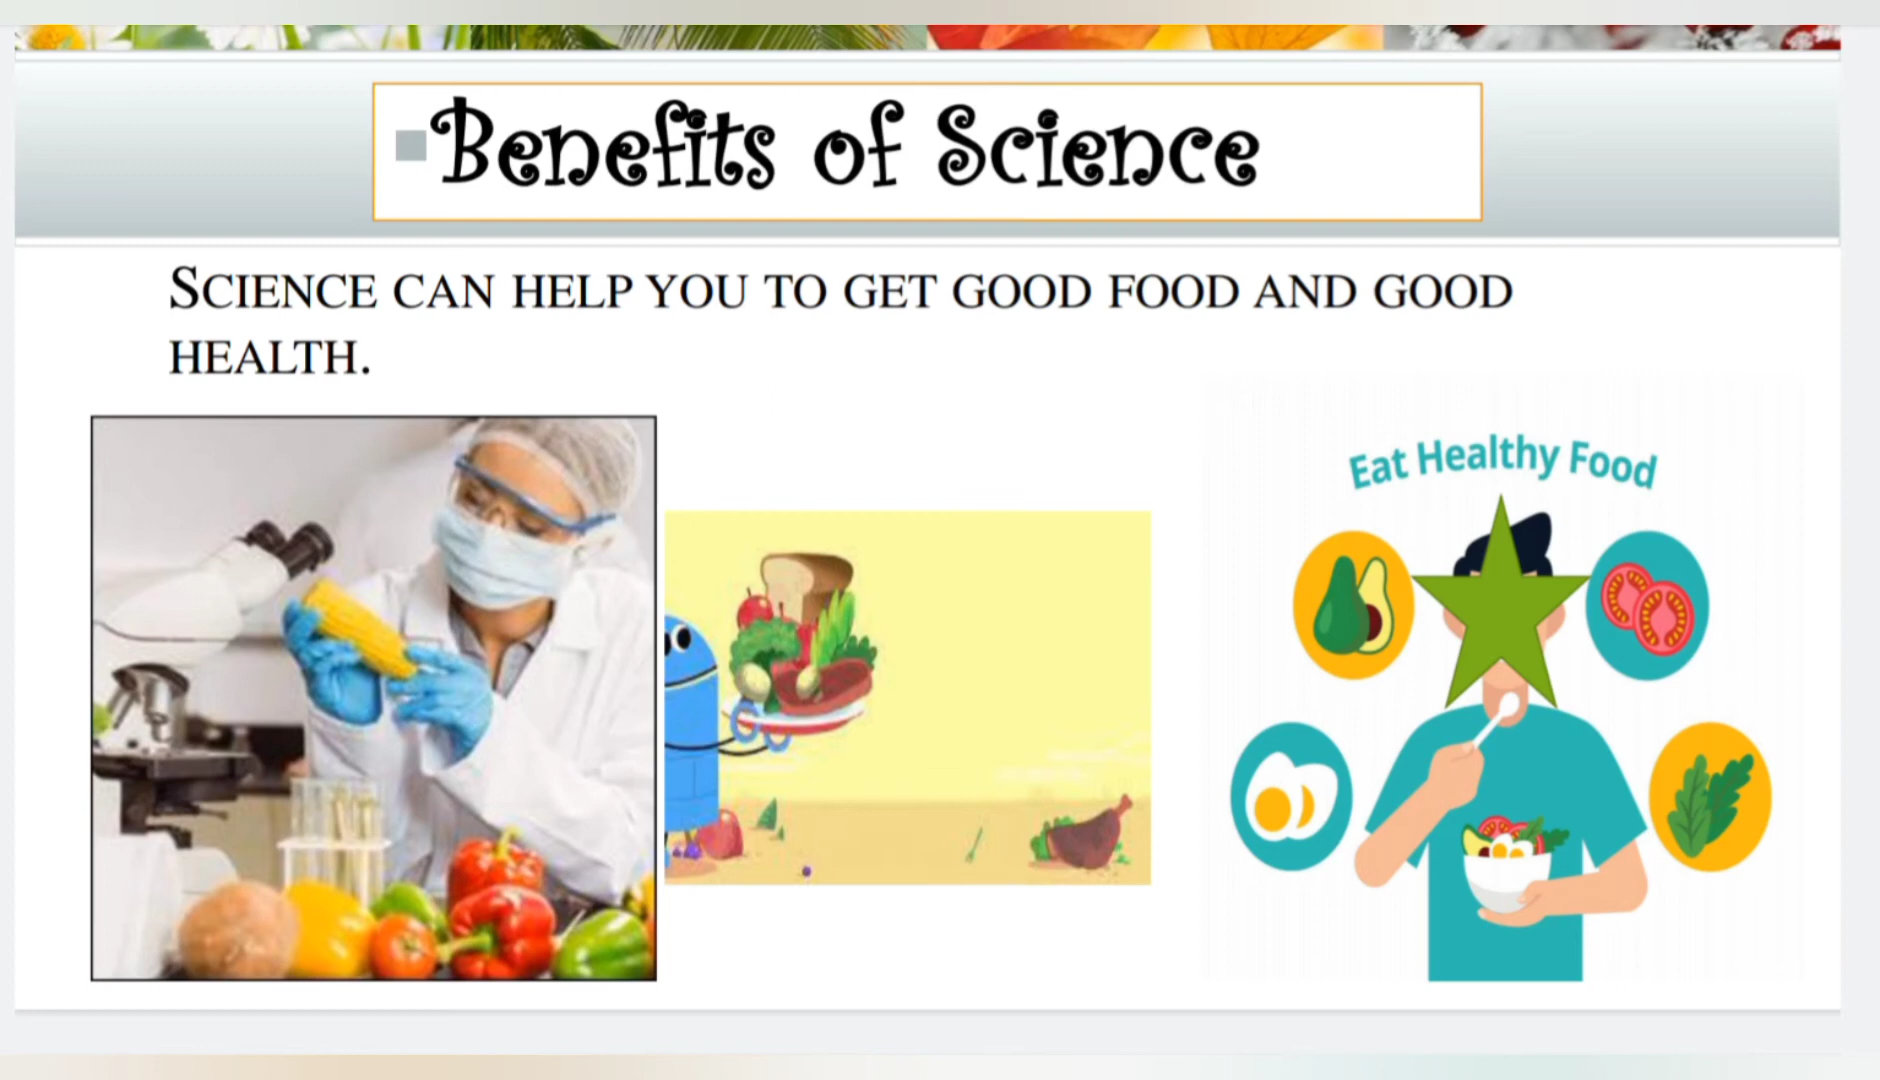 Benefits of Science
SCIENCE CAN HELP YOU TO GET GOOD FOOD AND GOOD
HEALTH.
Eat Healthy Food